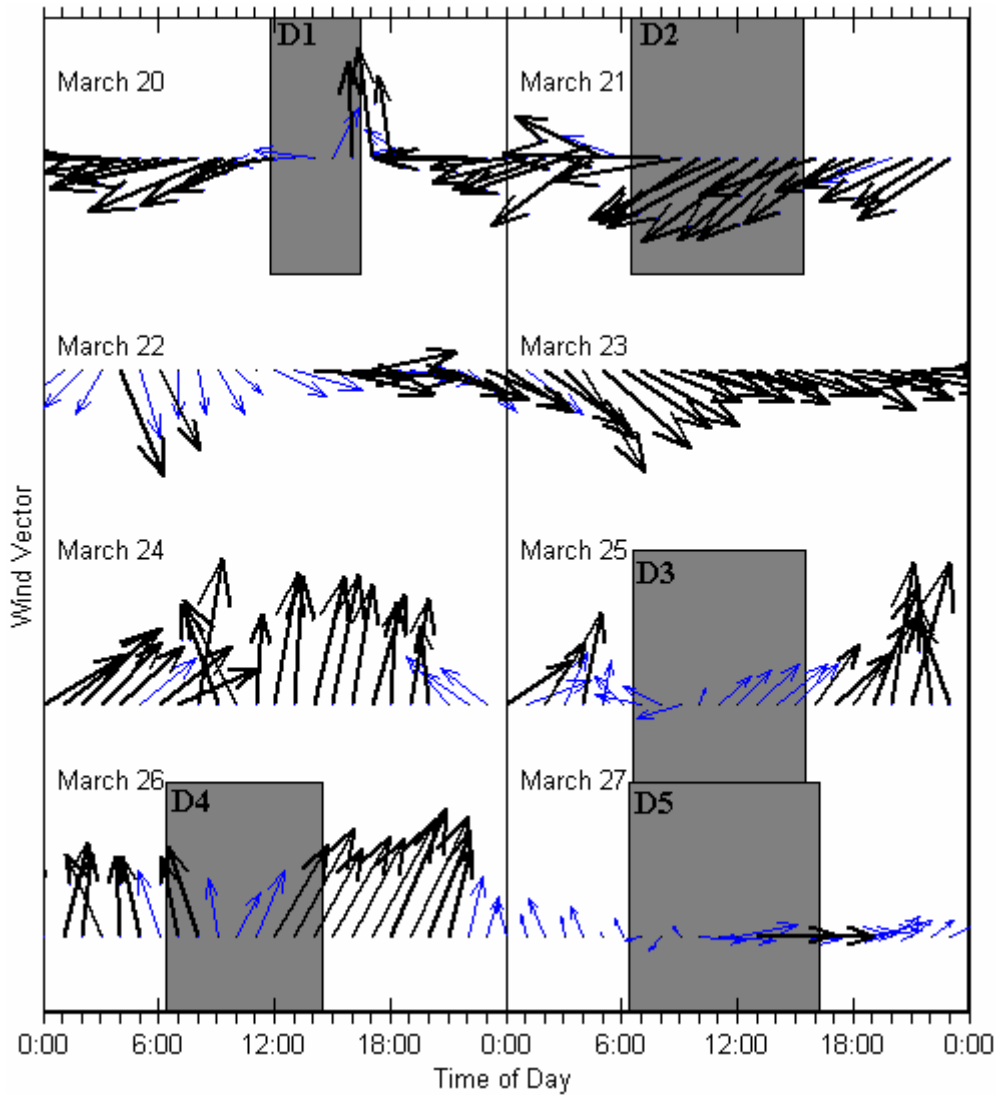 D1
D2
March 20
March 21
March 22
March 23
Wind Vector
March 24
March 25
D3
March 26
March 27
D4
D5
0:00
6:00
12:00
18:00
0:00
6:00
12:00
18:00
0:00
Time of Day